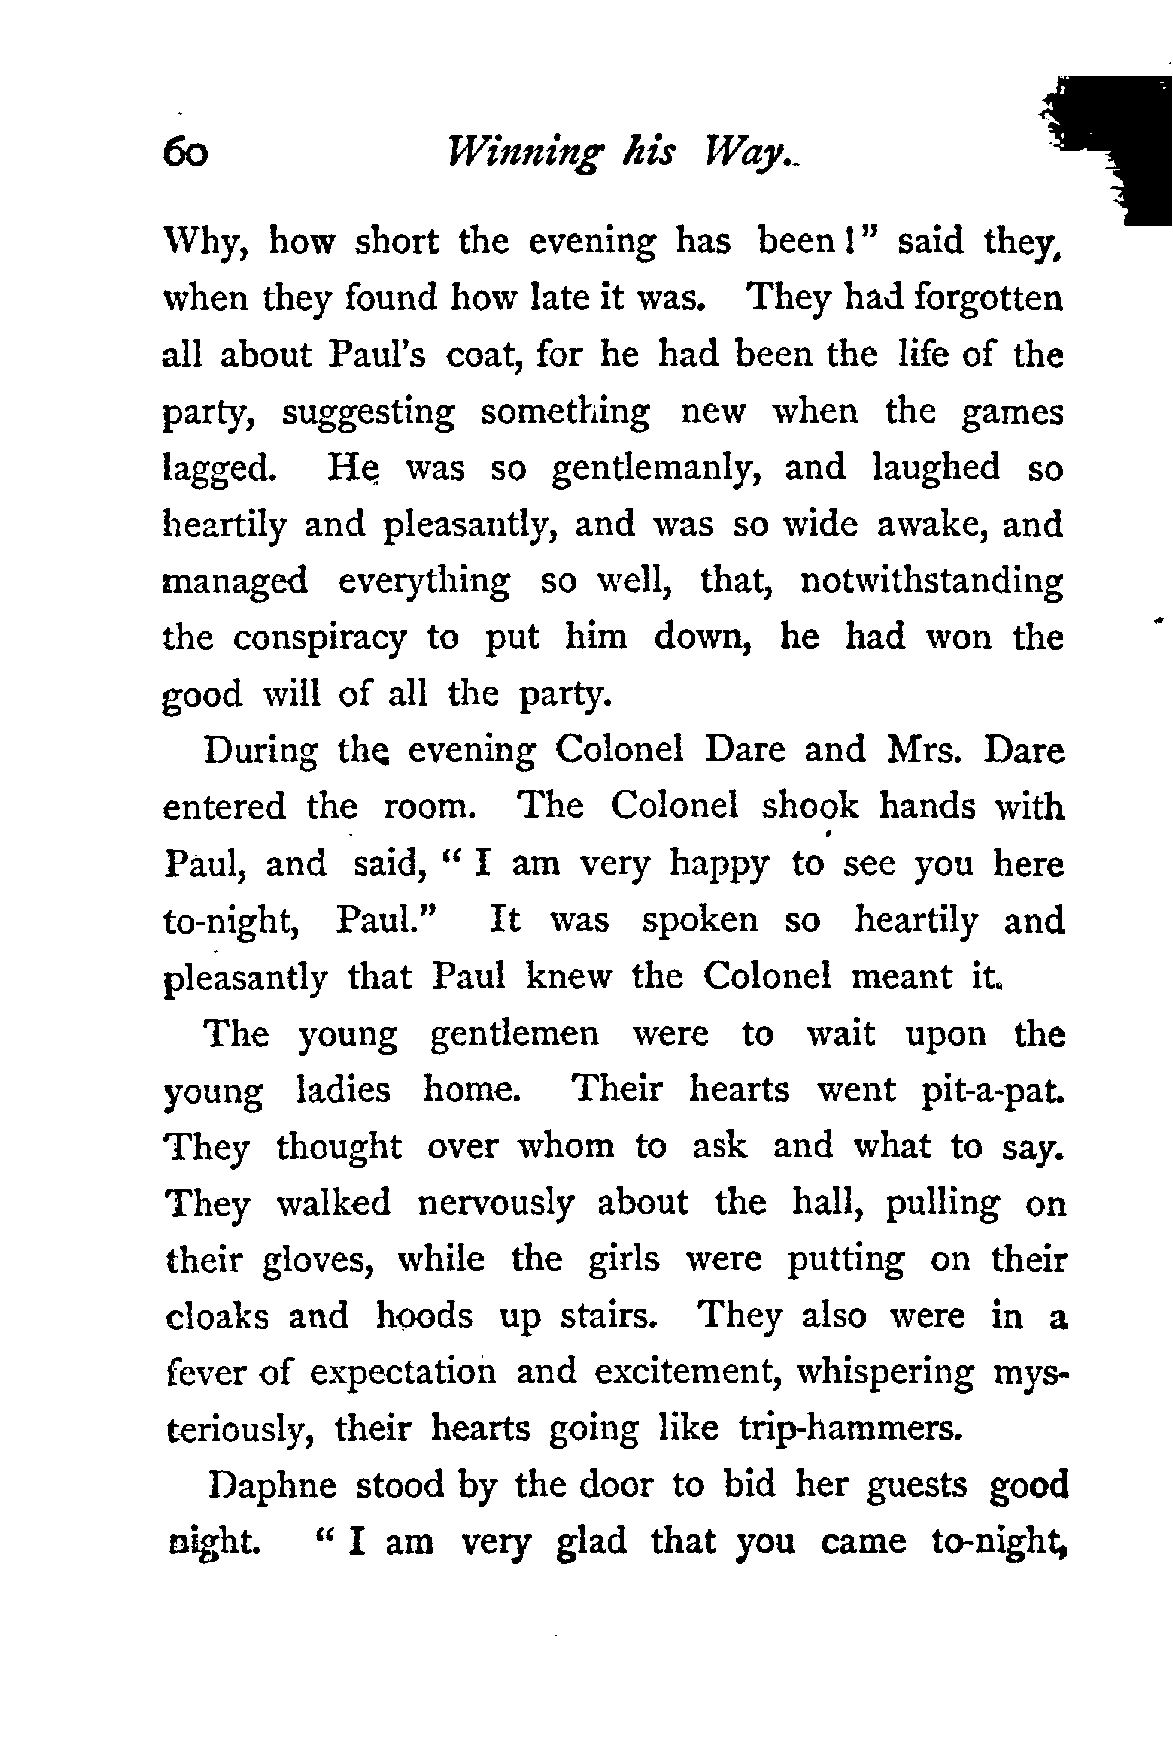 60 Winning his Way.
Why, how short the evening has been!" said they,
when they found how late it was. They had forgotten
all about Paul's coat, for he had been the life of the
party, suggesting something new when the games
lagged. He was so gentlemanly, and laughed so
heartily and pleasantly, and was so wide awake, and
managed everything so well, that, notwithstanding
the conspiracy to put him down, he had won the
good will of all the party.
During the evening Colonel Dare and Mrs. Dare
entered the room. The Colonel shook hands with
Paul, and said, "I am very happy to see you here
to-night, Paul." It was spoken so heartily and
pleasantly that Paul knew the Colonel meant it.
The young gentlemen were to wait upon the
young ladies home. Their hearts went pit-a-pat.
They thought over whom to ask and what to say.
They walked nervously about the hall, pulling on
their gloves, while the girls were putting on their
cloaks and hoods up stairs. They also were in a
fever of expectation and excitement, whispering mys-
teriously, their hearts going like trip-hammers.
Daphne stood by the door to bid her guests good
night. "I am very glad that you came to-night,